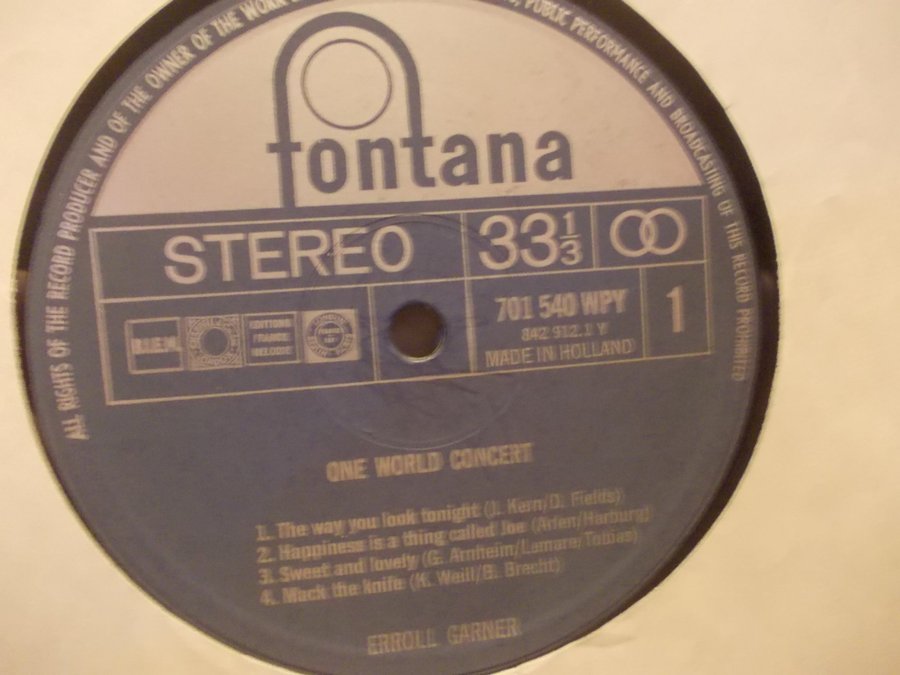 ALL RIGHTS OF THE RECORD PRODUCER AND OF THE OWNER OF THE WORK
PUBLIC PERFORMANCE AND BROADCASTING OF THIS RECORD PROHIBITED
fontana
STEREO
33 1/3
B.I.E.M.
EDITIONS
FRANCE
MELODIE
701 540 WPY
842 912.1 Y
MADE IN HOLLAND
1
ONE WORLD CONCERT
1. The way you look tonight (J. Kern/D. Fields)
2. Happiness is a thing called Joe (Arlen/Harburg)
3. Sweet and lovely (G. Arnheim/Lemare/Tobias)
4. Mack the knife (K. Weill/B. Brecht)
ERROLL GARNER